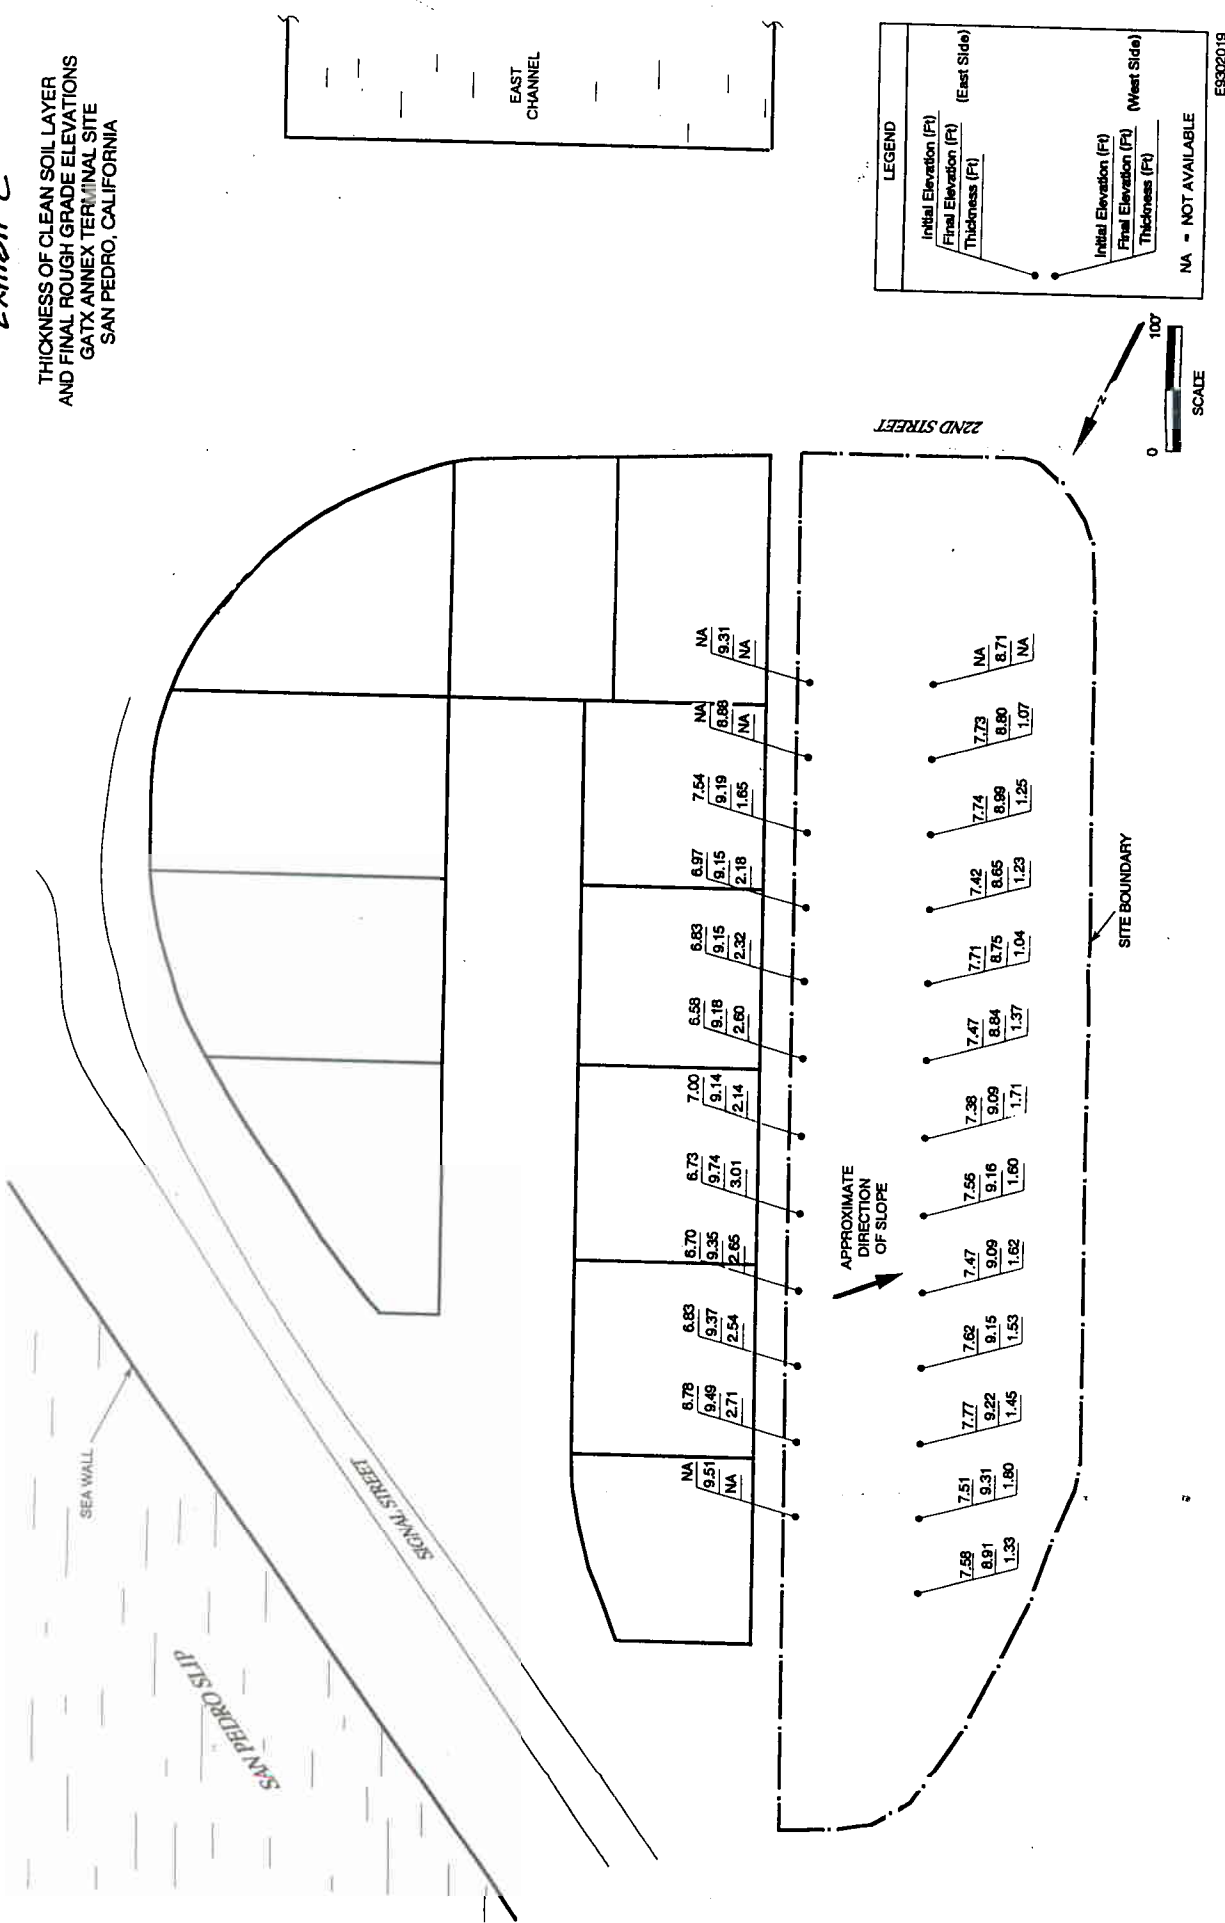 THICKNESS OF CLEAN SOIL LAYER
AND FINAL ROUGH GRADE ELEVATIONS
GATX ANNEX TERMINAL SITE
SAN PEDRO, CALIFORNIA
EAST
CHANNEL
LEGEND
Initial Elevation (Ft)
Final Elevation (Ft)
Thickness (Ft)
(East Side)
Initial Elevation (Ft)
Final Elevation (Ft)
Thickness (Ft)
(West Side)
NA = NOT AVAILABLE
E9302019
SEA WALL
SAN PEDRO SLIP
SIGNAL STREET
22ND STREET
N
0
100'
SCALE
NA
9.51
NA
6.78
9.49
2.71
6.83
9.37
2.54
6.70
9.35
2.65
6.73
9.74
3.01
7.00
9.14
2.14
6.58
9.18
2.60
6.83
9.15
2.32
6.97
9.15
2.18
7.54
9.19
1.65
NA
8.88
NA
NA
9.31
NA
APPROXIMATE
DIRECTION
OF SLOPE
7.58
8.91
1.33
7.51
9.31
1.80
7.77
9.22
1.45
7.62
9.15
1.53
7.47
9.09
1.62
7.56
9.16
1.60
7.38
9.09
1.71
7.47
8.84
1.37
7.71
8.75
1.04
7.42
8.65
1.23
7.74
8.99
1.25
7.73
8.80
1.07
NA
8.71
NA
SITE BOUNDARY